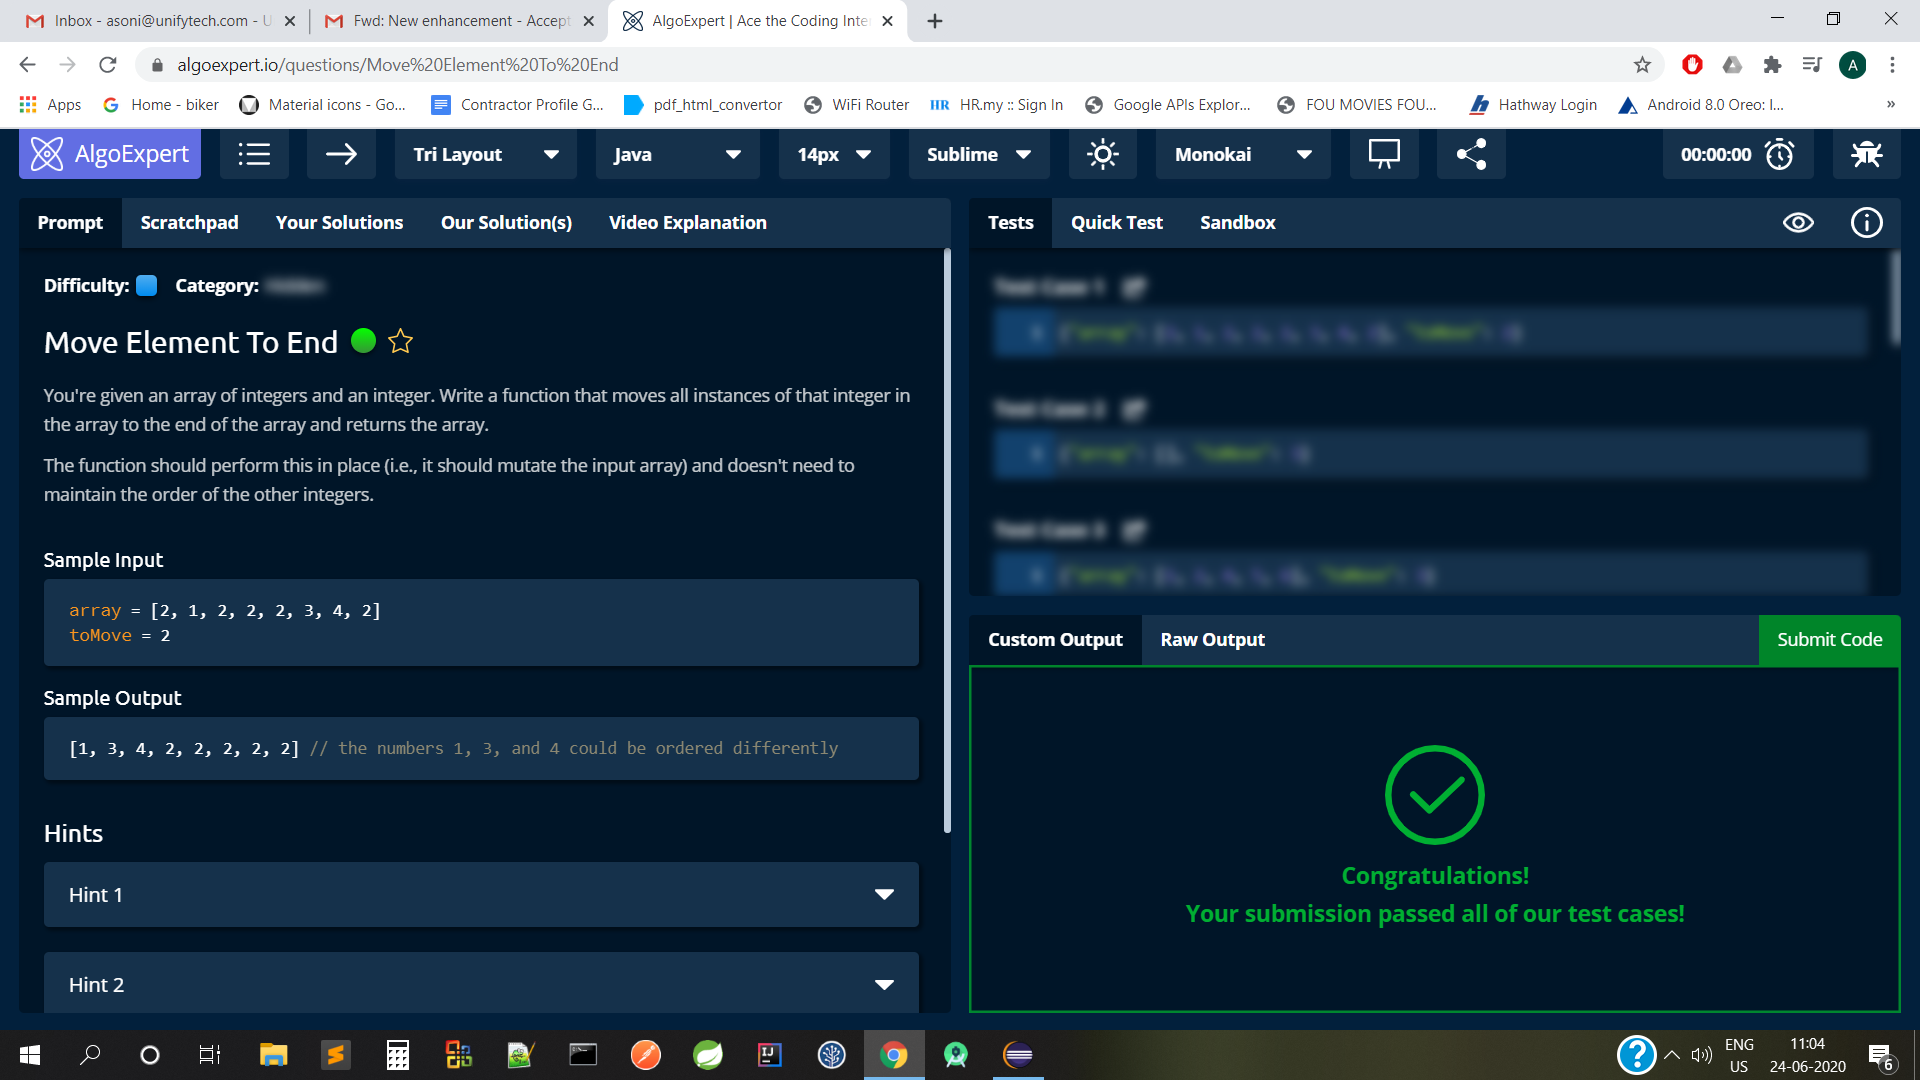 Inbox - asoni@unifytech.com - U
Fwd: New enhancement - Accept
AlgoExpert | Ace the Coding Inte
algoexpert.io/questions/Move%20Element%20To%20End
A
Apps
Home - biker
Material icons - Go...
Contractor Profile G...
pdf_html_convertor
WiFi Router
HR HR.my :: Sign In
Google APIs Explor...
FOU MOVIES FOU...
Hathway Login
Android 8.0 Oreo: I...
»
AlgoExpert
Tri Layout
Java
14px
Sublime
Monokai
00:00:00
Prompt
Scratchpad
Your Solutions
Our Solution(s)
Video Explanation
Difficulty:
Category:
Move Element To End
You're given an array of integers and an integer. Write a function that moves all instances of that integer in
the array to the end of the array and returns the array.
The function should perform this in place (i.e., it should mutate the input array) and doesn't need to
maintain the order of the other integers.
Sample Input
array = [2, 1, 2, 2, 2, 3, 4, 2]
toMove = 2
Sample Output
[1, 3, 4, 2, 2, 2, 2, 2] // the numbers 1, 3, and 4 could be ordered differently
Hints
Hint 1
Hint 2
Tests
Quick Test
Sandbox
Test Case 1
Test Case 2
Test Case 3
Custom Output
Raw Output
Submit Code
Congratulations!
Your submission passed all of our test cases!
ENG
US
11:04
24-06-2020
6